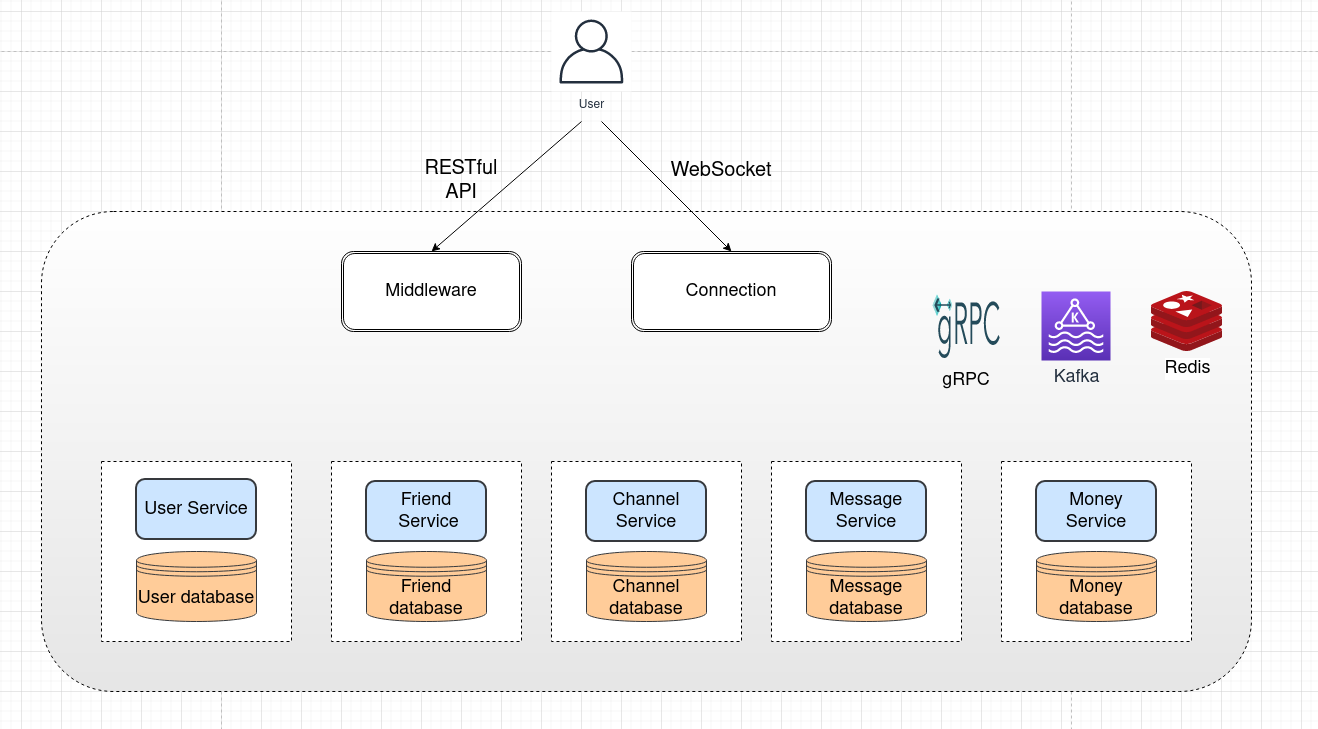 User
RESTful
API
WebSocket
Middleware
Connection
gRPC
K
gRPC
Kafka
Redis
User Service
Friend
Service
Channel
Service
Message
Service
Money
Service
User database
Friend
database
Channel
database
Message
database
Money
database